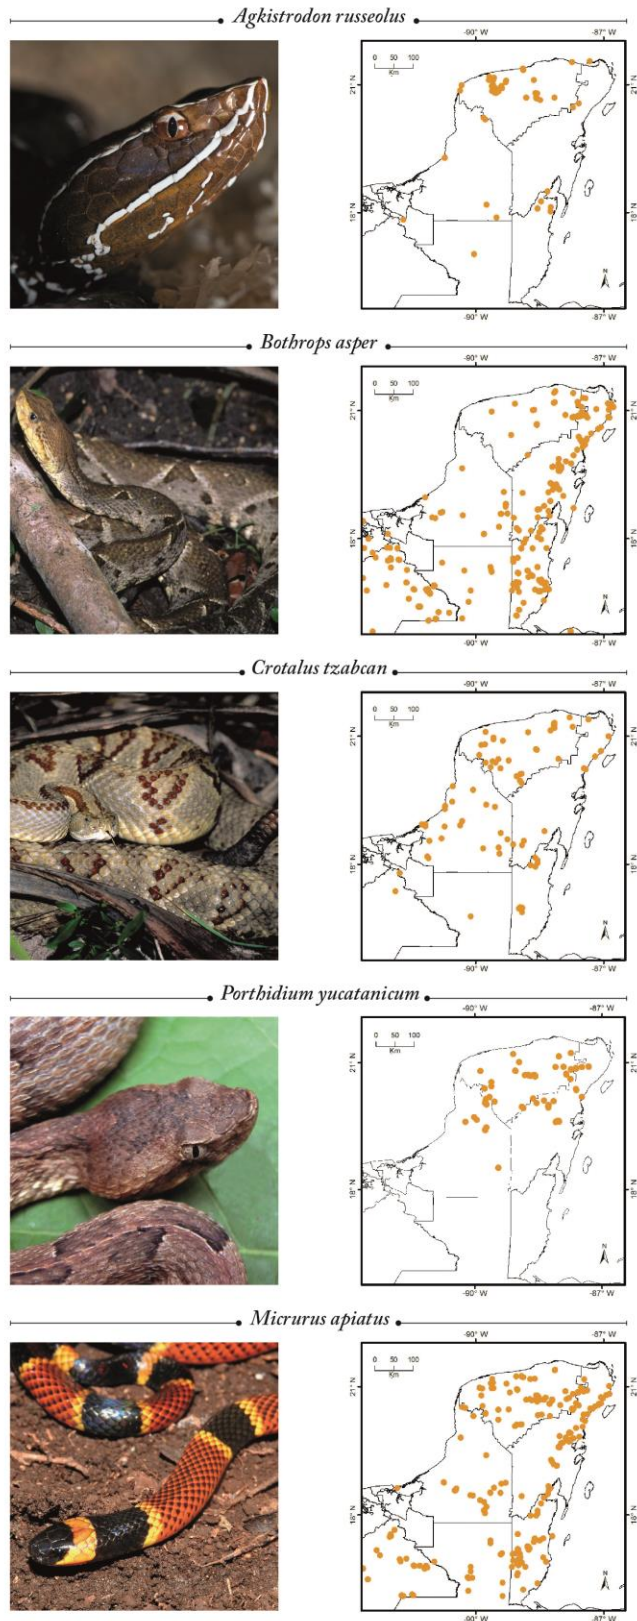 Agkistrodon russeolus
-90° W -87° W
0 50 100
Km
21° N 21° N
18° N 18° N
N
-90° W -87° W
Bothrops asper
-90° W -87° W
0 50 100
Km
21° N 21° N
18° N 18° N
N
-90° W -87° W
Crotalus tzabcan
-90° W -87° W
0 50 100
Km
21° N 21° N
18° N 18° N
N
-90° W -87° W
Porthidium yucatanicum
-90° W -87° W
0 50 100
Km
21° N 21° N
18° N 18° N
N
-90° W -87° W
Micrurus apiatus
-90° W -87° W
0 50 100
Km
21° N 21° N
18° N 18° N
N
-90° W -87° W